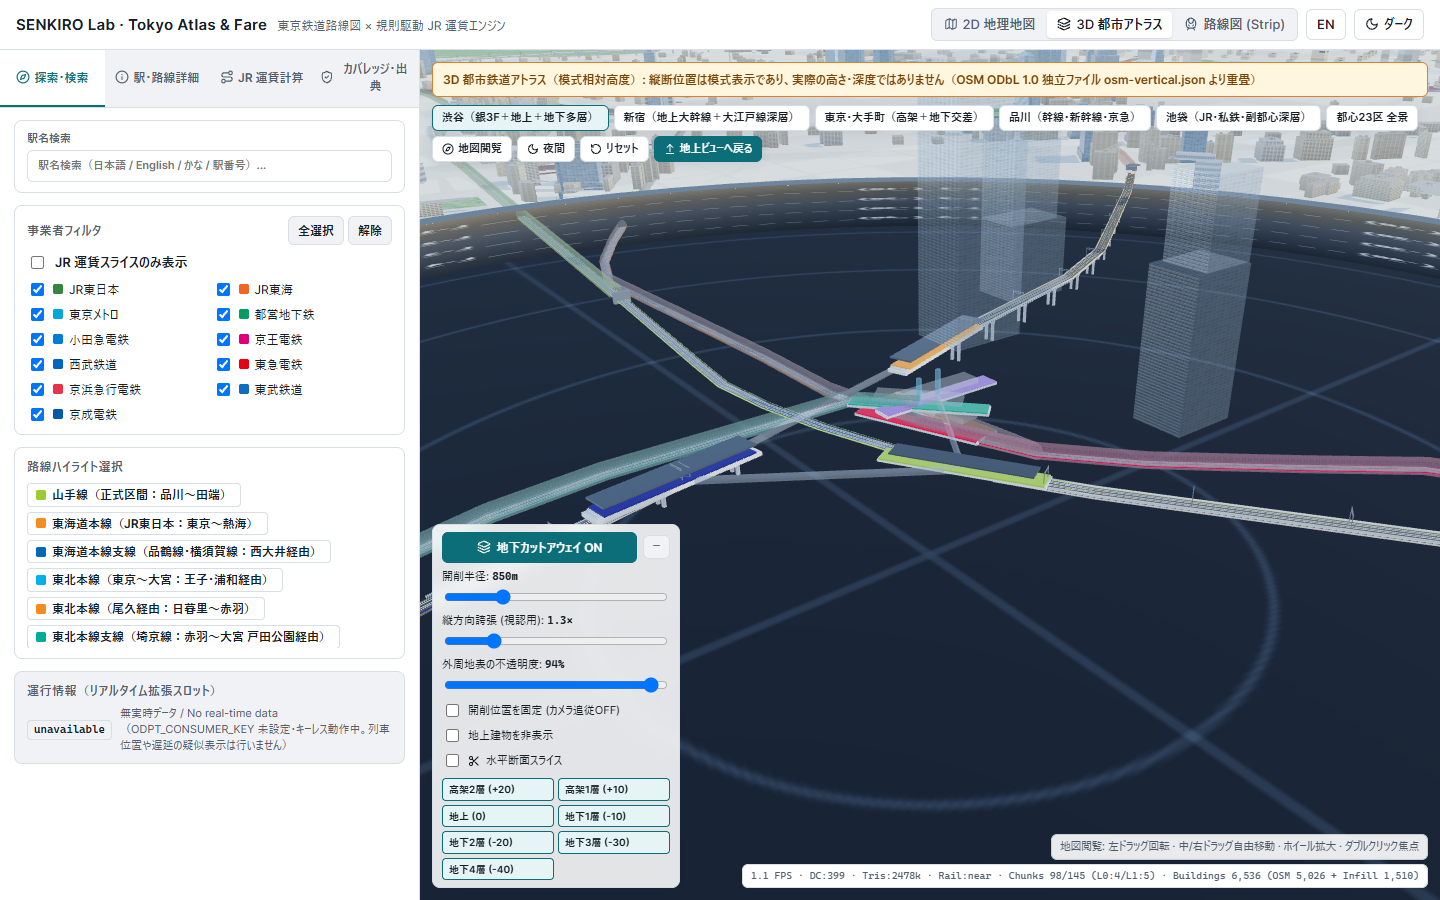 SENKIRO Lab · Tokyo Atlas & Fare 東京鉄道路線図 × 規則駆動 JR 運賃エンジン
2D 地理地図 3D 都市アトラス 路線図 (Strip) EN ダーク
探索・検索 駅・路線詳細 JR 運賃計算 カバレッジ・出典
駅名検索
駅名検索（日本語 / English / かな / 駅番号）...
事業者フィルタ 全選択 解除
JR 運賃スライスのみ表示
JR東日本 JR東海
東京メトロ 都営地下鉄
小田急電鉄 京王電鉄
西武鉄道 東急電鉄
京浜急行電鉄 東武鉄道
京成電鉄
路線ハイライト選択
山手線（正式区間：品川〜田端）
東海道本線（JR東日本：東京〜熱海）
東海道本線支線（品鶴線・横須賀線：西大井経由）
東北本線（東京〜大宮：王子・浦和経由）
東北本線（尾久経由：日暮里〜赤羽）
東北本線支線（埼京線：赤羽〜大宮 戸田公園経由）
運行情報（リアルタイム拡張スロット）
unavailable
無実時データ / No real-time data
（ODPT_CONSUMER_KEY 未設定・キーレス動作中。列車
位置や遅延の疑似表示は行いません）
3D 都市鉄道アトラス（模式相対高度）: 縦断位置は模式表示であり、実際の高さ・深度ではありません（OSM ODbL 1.0 独立ファイル osm-vertical.json より重畳）
渋谷（銀3F＋地上＋地下多層） 新宿（地上大幹線＋大江戸線深層） 東京・大手町（高架＋地下交差） 品川（幹線・新幹線・京急） 池袋（JR・私鉄・副都心深層） 都心23区 全景
地図閲覧 夜間 リセット 地上ビューへ戻る
地下カットアウェイ ON −
開削半径: 850m
縦方向誇張 (視認用): 1.3×
外周地表の不透明度: 94%
開削位置を固定 (カメラ追従OFF)
地上建物を非表示
水平断面スライス
高架2層 (+20) 高架1層 (+10)
地上 (0) 地下1層 (-10)
地下2層 (-20) 地下3層 (-30)
地下4層 (-40)
地図閲覧: 左ドラッグ回転 · 中/右ドラッグ自由移動 · ホイール拡大 · ダブルクリック焦点
1.1 FPS · DC:399 · Tris:2478k · Rail:near · Chunks 98/145 (L0:4/L1:5) · Buildings 6,536 (OSM 5,026 + Infill 1,510)